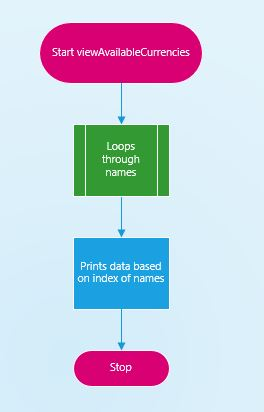 Start viewAvailableCurrencies
Loops
through
names
Prints data based
on index of names
Stop